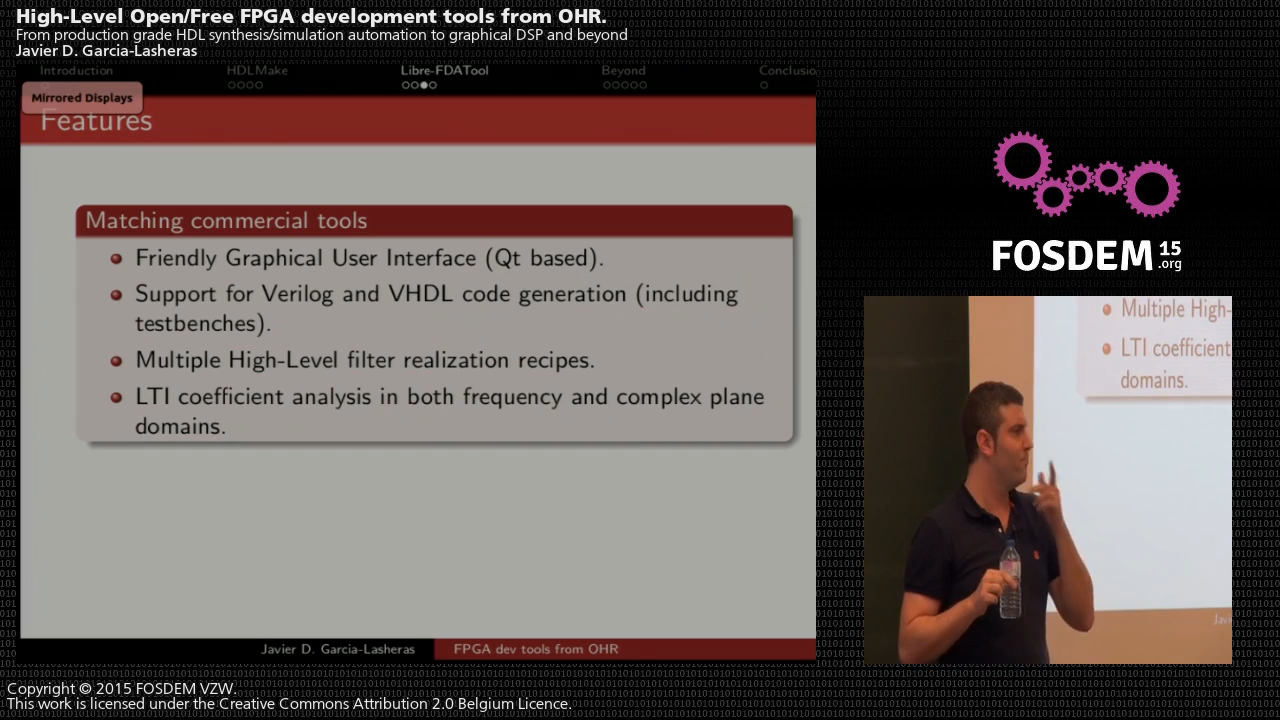 High-Level Open/Free FPGA development tools from OHR.
From production grade HDL synthesis/simulation automation to graphical DSP and beyond
Javier D. Garcia-Lasheras
Introduction HDLMake Libre-FDATool Beyond Conclusio
Mirrored Displays
Features
Matching commercial tools
Friendly Graphical User Interface (Qt based).
Support for Verilog and VHDL code generation (including
testbenches).
Multiple High-Level filter realization recipes.
LTI coefficient analysis in both frequency and complex plane
domains.
Javier D. Garcia-Lasheras FPGA dev tools from OHR
FOSDEM 15
.org
Multiple High-
LTI coefficient
domains.
Javi
Copyright © 2015 FOSDEM VZW.
This work is licensed under the Creative Commons Attribution 2.0 Belgium Licence.